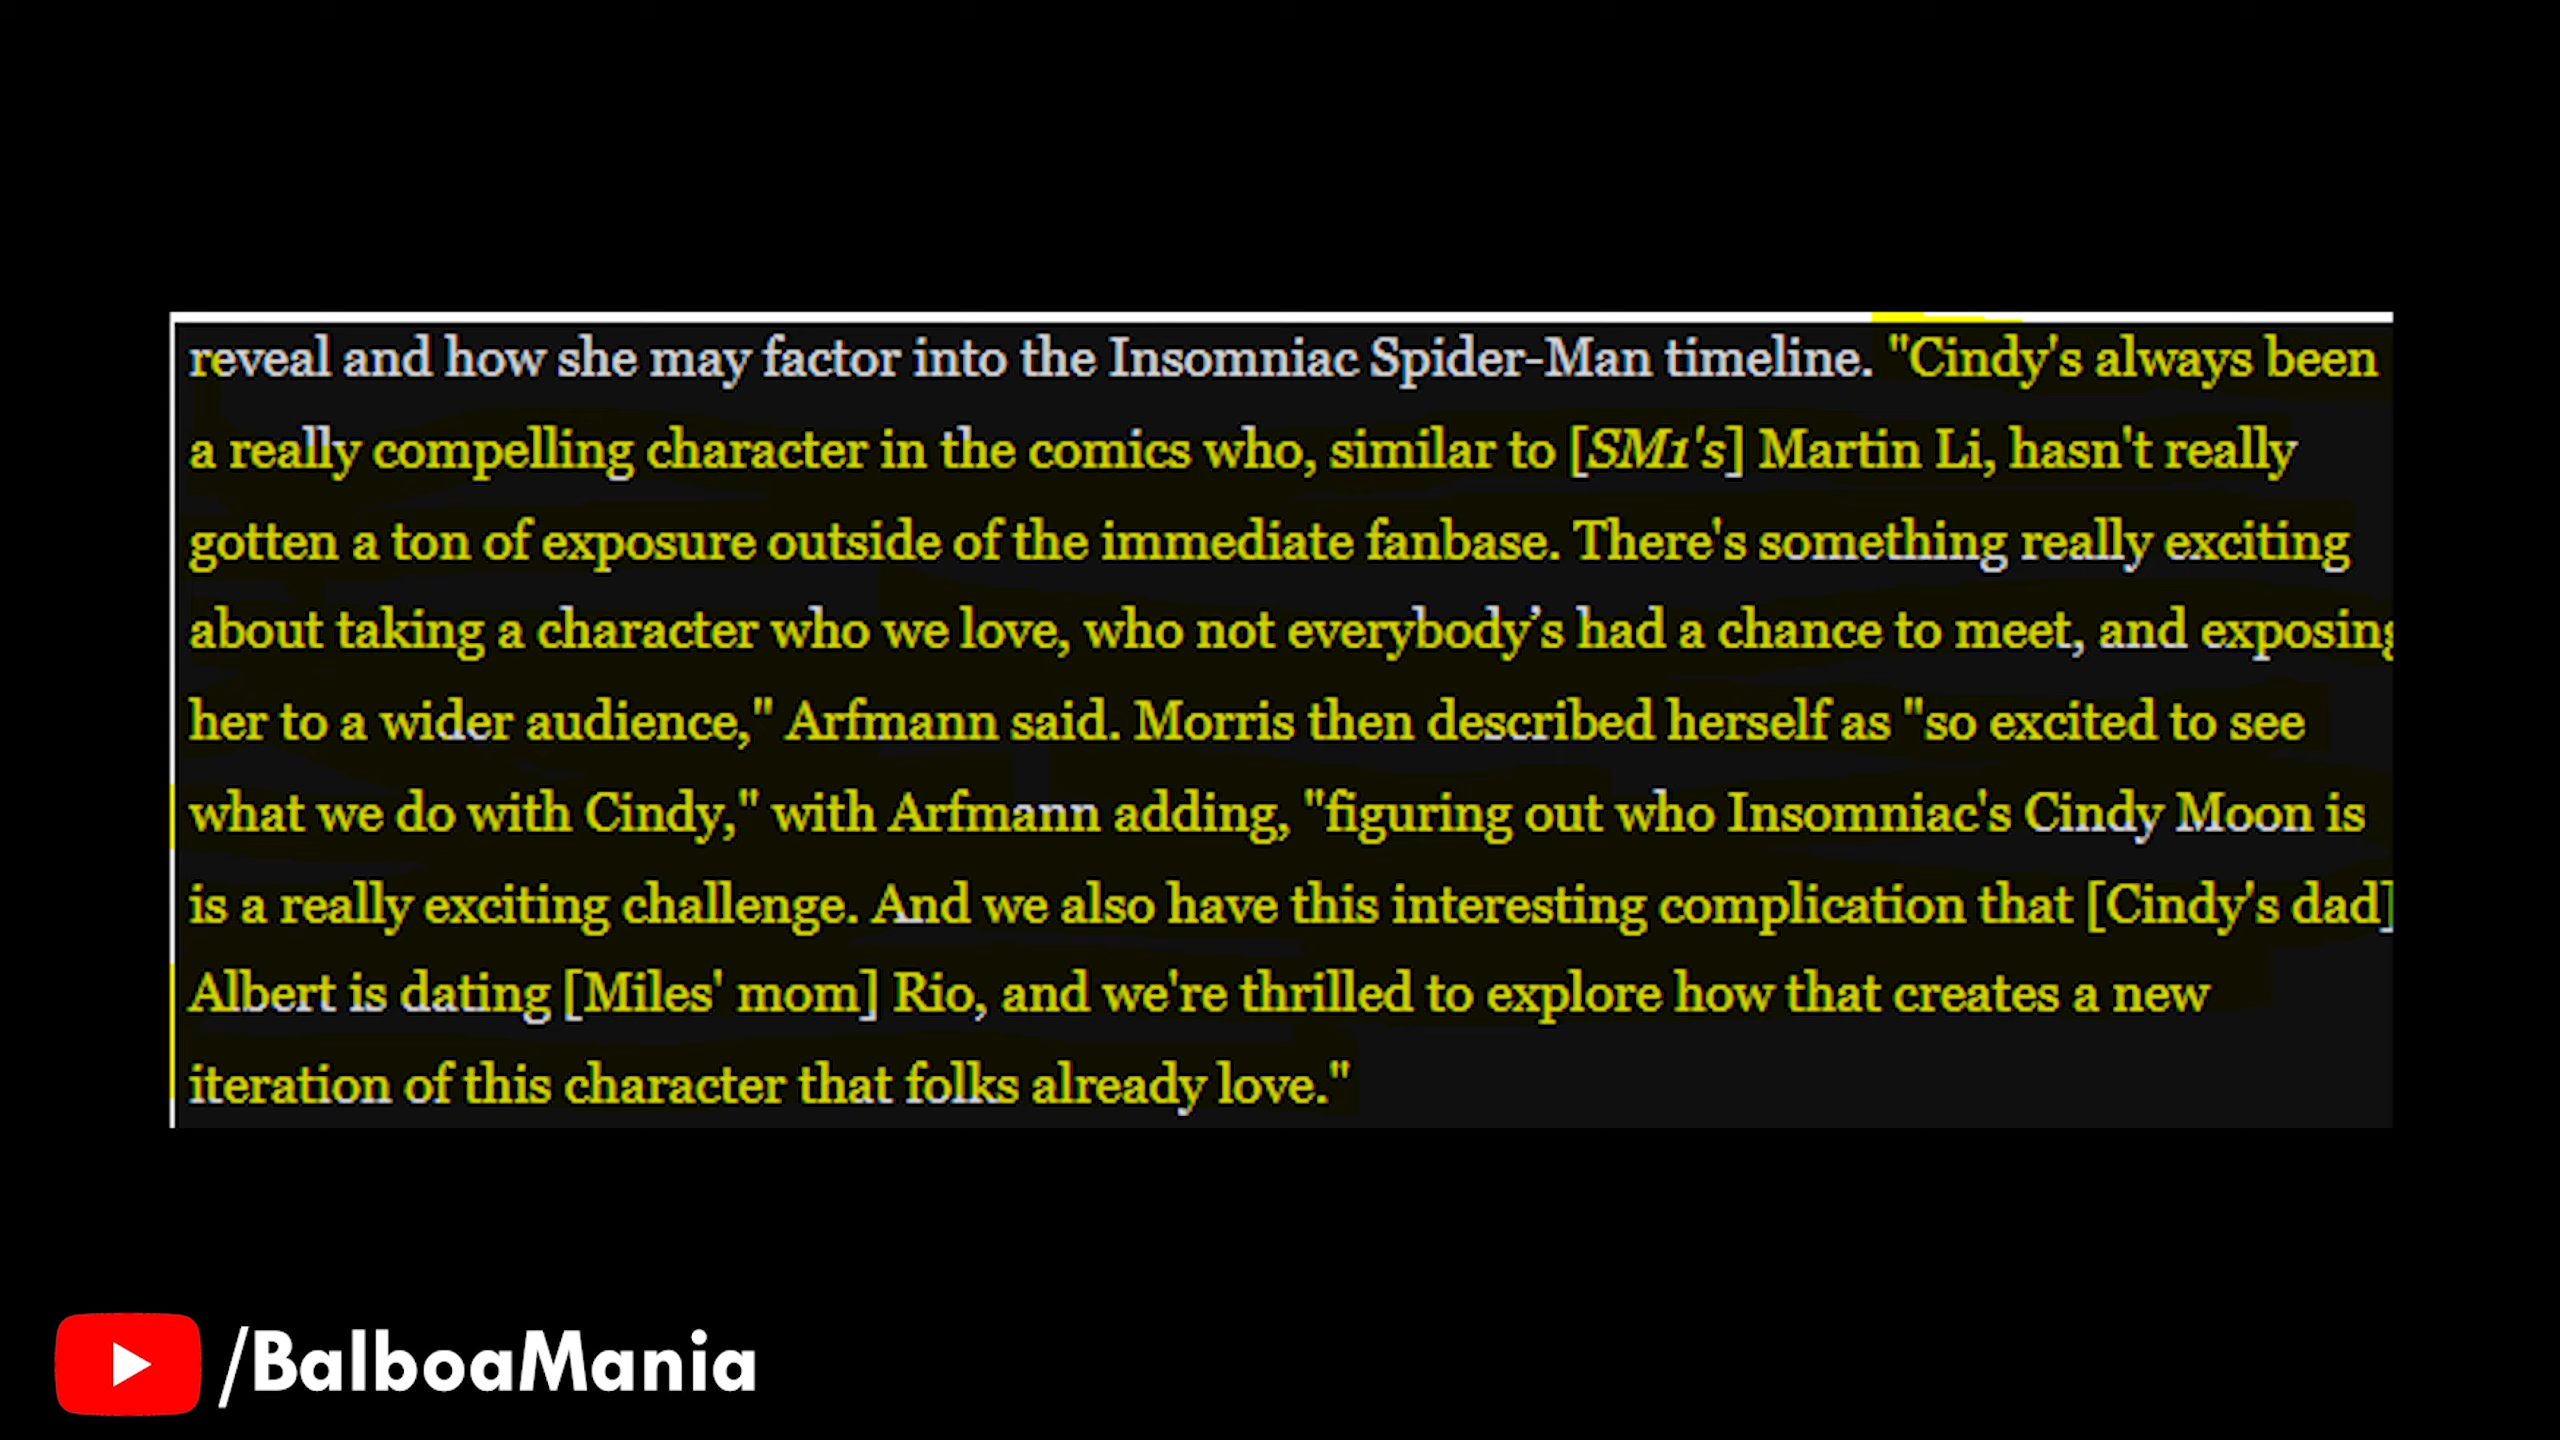 reveal and how she may factor into the Insomniac Spider-Man timeline. "Cindy's always been
a really compelling character in the comics who, similar to [SM1's] Martin Li, hasn't really
gotten a ton of exposure outside of the immediate fanbase. There's something really exciting
about taking a character who we love, who not everybody’s had a chance to meet, and exposing
her to a wider audience," Arfmann said. Morris then described herself as "so excited to see
what we do with Cindy," with Arfmann adding, "figuring out who Insomniac's Cindy Moon is
is a really exciting challenge. And we also have this interesting complication that [Cindy's dad]
Albert is dating [Miles' mom] Rio, and we're thrilled to explore how that creates a new
iteration of this character that folks already love."
/BalboaMania